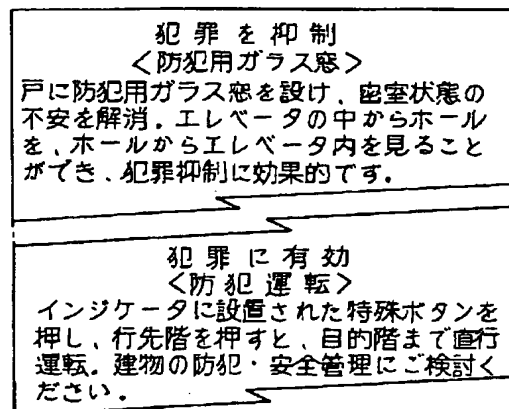 犯罪を抑制
<防犯用ガラス窓>
戸に防犯用ガラス窓を設け、密室状態の
不安を解消．エレベータの中からホール
を、ホールからエレベータ内を見ること
ができ、犯罪抑制に効果的です．
犯罪に有効
<防犯運転>
インジケータに設置された特殊ボタンを
押し、行先階を押すと、目的階まで直行
運転．建物の防犯・安全管理にご検討く
ださい．